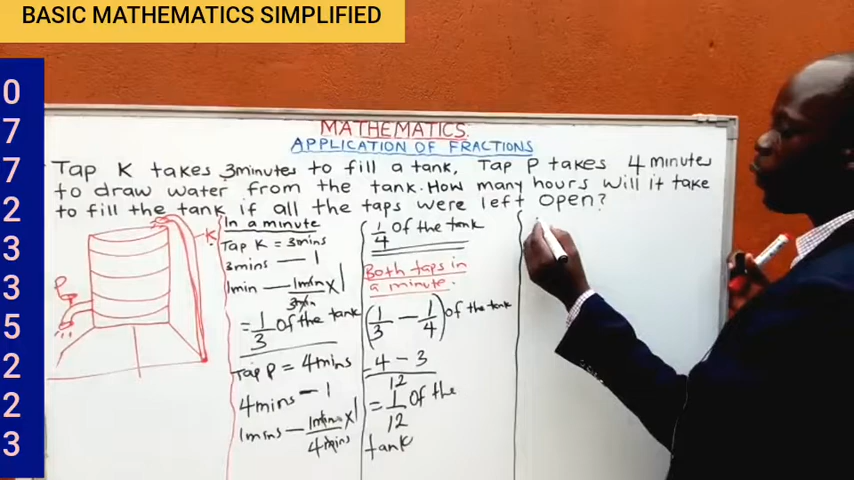 BASIC MATHEMATICS SIMPLIFIED
0
7
7
2
3
3
5
2
2
3
MATHEMATICS.
APPLICATION OF FRACTIONS
Tap K takes 3minutes to fill a tank, Tap P takes 4 minutes
to draw water from the tank. How many hours will it take
to fill the tank if all the taps were left open?
K
P
In a minute
Tap K = 3mins
3mins — 1
1min — 1min/3min × 1
= 1/3 of the tank
Tap P = 4mins
4mins — 1
1mins — 1mins/4mins × 1
1/4 of the tank
Both taps in
a minute.
(1/3 − 1/4) of the tank
= 4 − 3
12
= 1/12 of the
tank